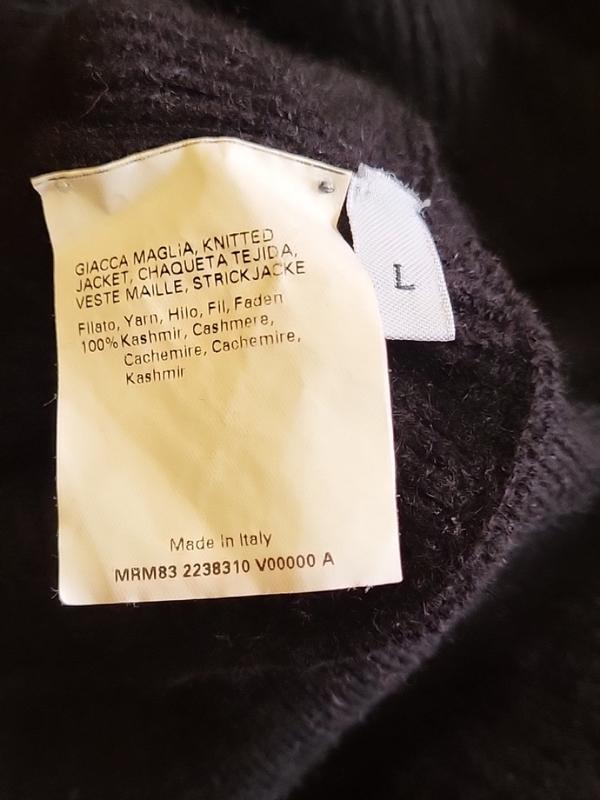 GIACCA MAGLIA, KNITTED
JACKET, CHAQUETA TEJIDA,
VESTE MAILLE, STRICKJACKE
Filato, Yarn, Hilo, Fil, Faden
100% Kashmir, Cashmere,
Cachemire, Cachemire,
Kashmir
Made In Italy
MRM83 2238310 V00000 A
L